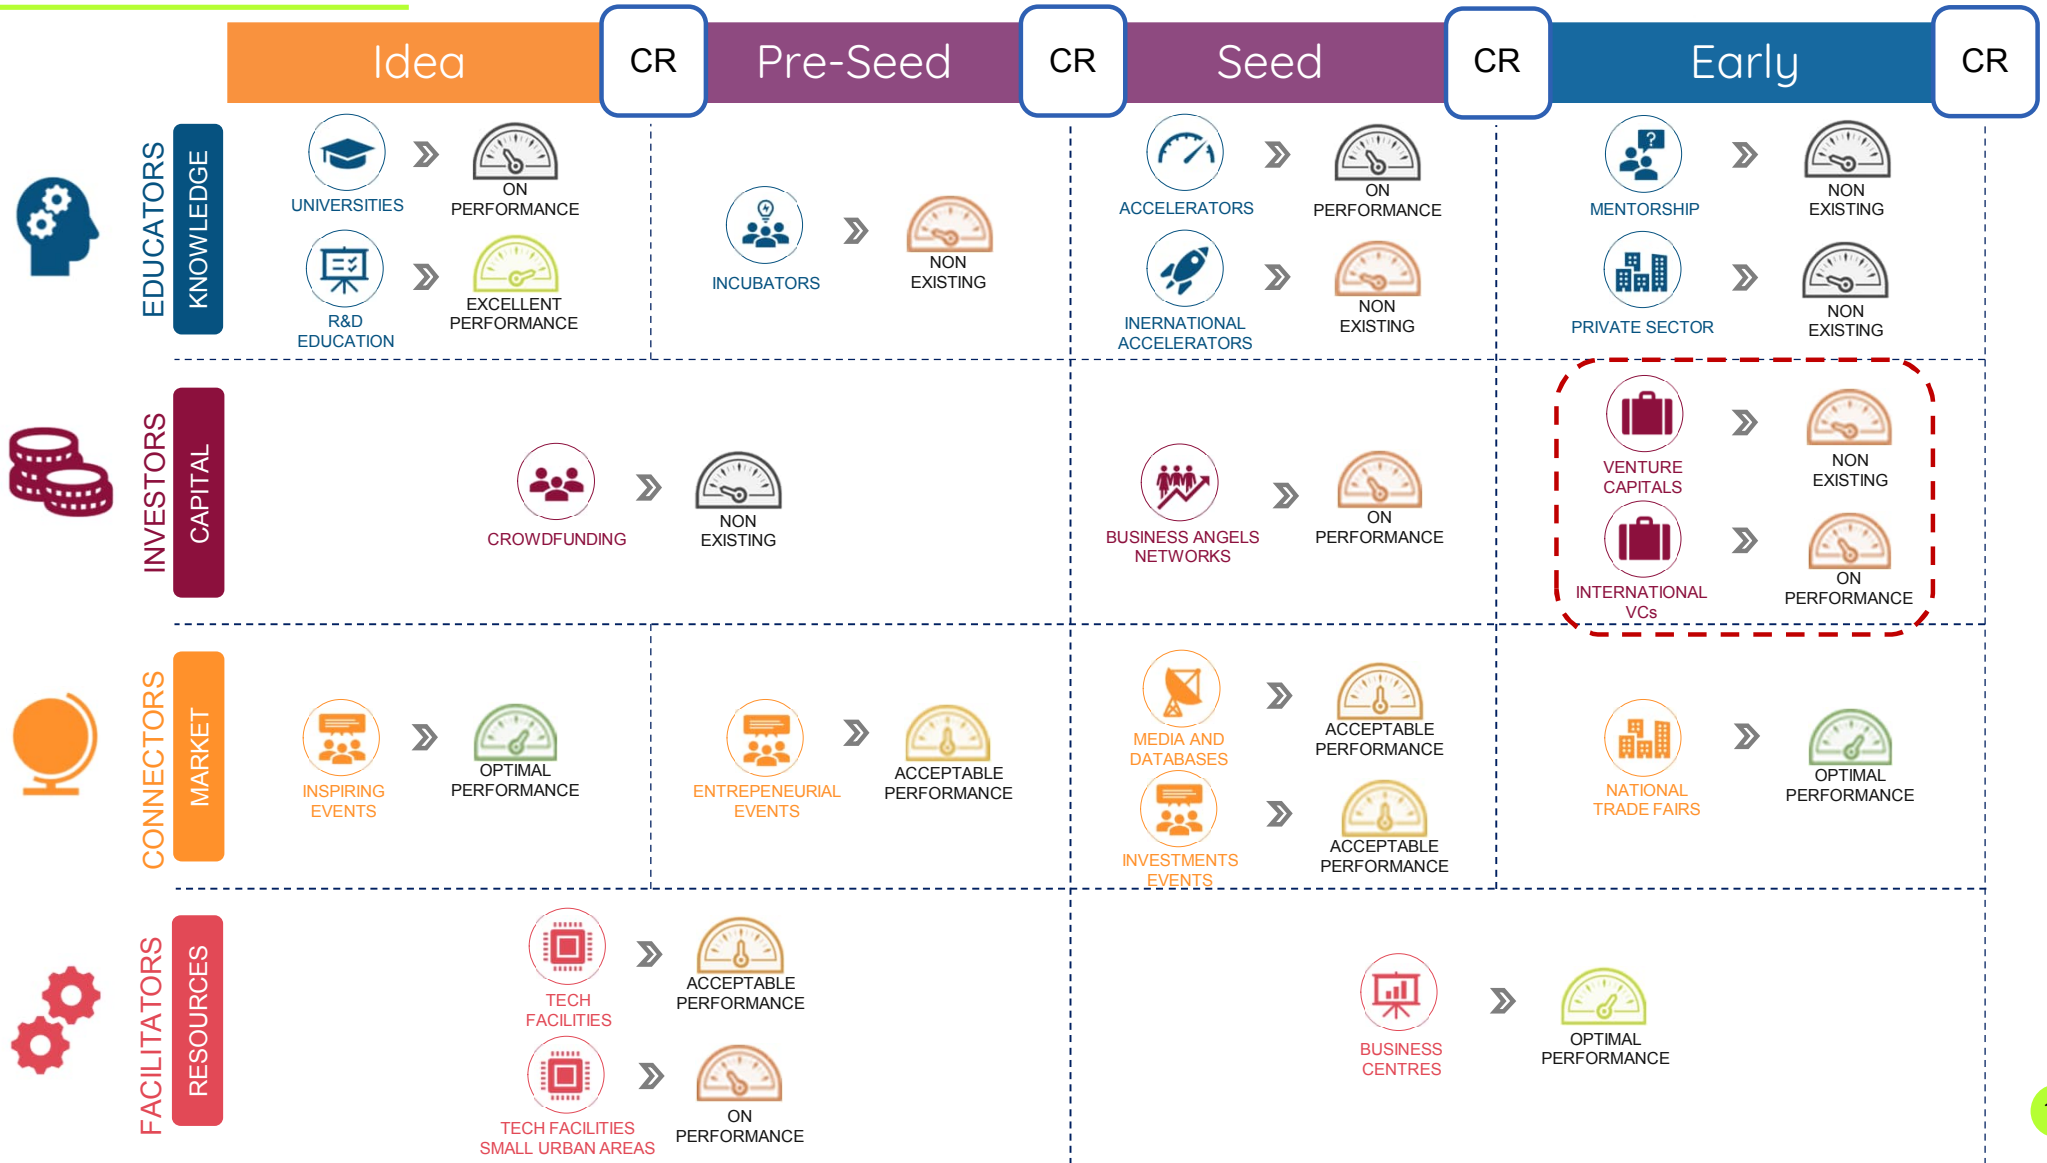 Idea
CR
Pre-Seed
CR
Seed
CR
Early
CR
EDUCATORS
KNOWLEDGE
UNIVERSITIES
ON
PERFORMANCE
R&D
EDUCATION
EXCELLENT
PERFORMANCE
INCUBATORS
NON
EXISTING
ACCELERATORS
ON
PERFORMANCE
INERNATIONAL
ACCELERATORS
NON
EXISTING
?
MENTORSHIP
NON
EXISTING
PRIVATE SECTOR
NON
EXISTING
INVESTORS
CAPITAL
CROWDFUNDING
NON
EXISTING
BUSINESS ANGELS
NETWORKS
ON
PERFORMANCE
VENTURE
CAPITALS
NON
EXISTING
INTERNATIONAL
VCs
ON
PERFORMANCE
CONNECTORS
MARKET
INSPIRING
EVENTS
OPTIMAL
PERFORMANCE
ENTREPENEURIAL
EVENTS
ACCEPTABLE
PERFORMANCE
MEDIA AND
DATABASES
ACCEPTABLE
PERFORMANCE
INVESTMENTS
EVENTS
ACCEPTABLE
PERFORMANCE
NATIONAL
TRADE FAIRS
OPTIMAL
PERFORMANCE
FACILITATORS
RESOURCES
TECH
FACILITIES
ACCEPTABLE
PERFORMANCE
TECH FACILITIES
SMALL URBAN AREAS
ON
PERFORMANCE
BUSINESS
CENTRES
OPTIMAL
PERFORMANCE